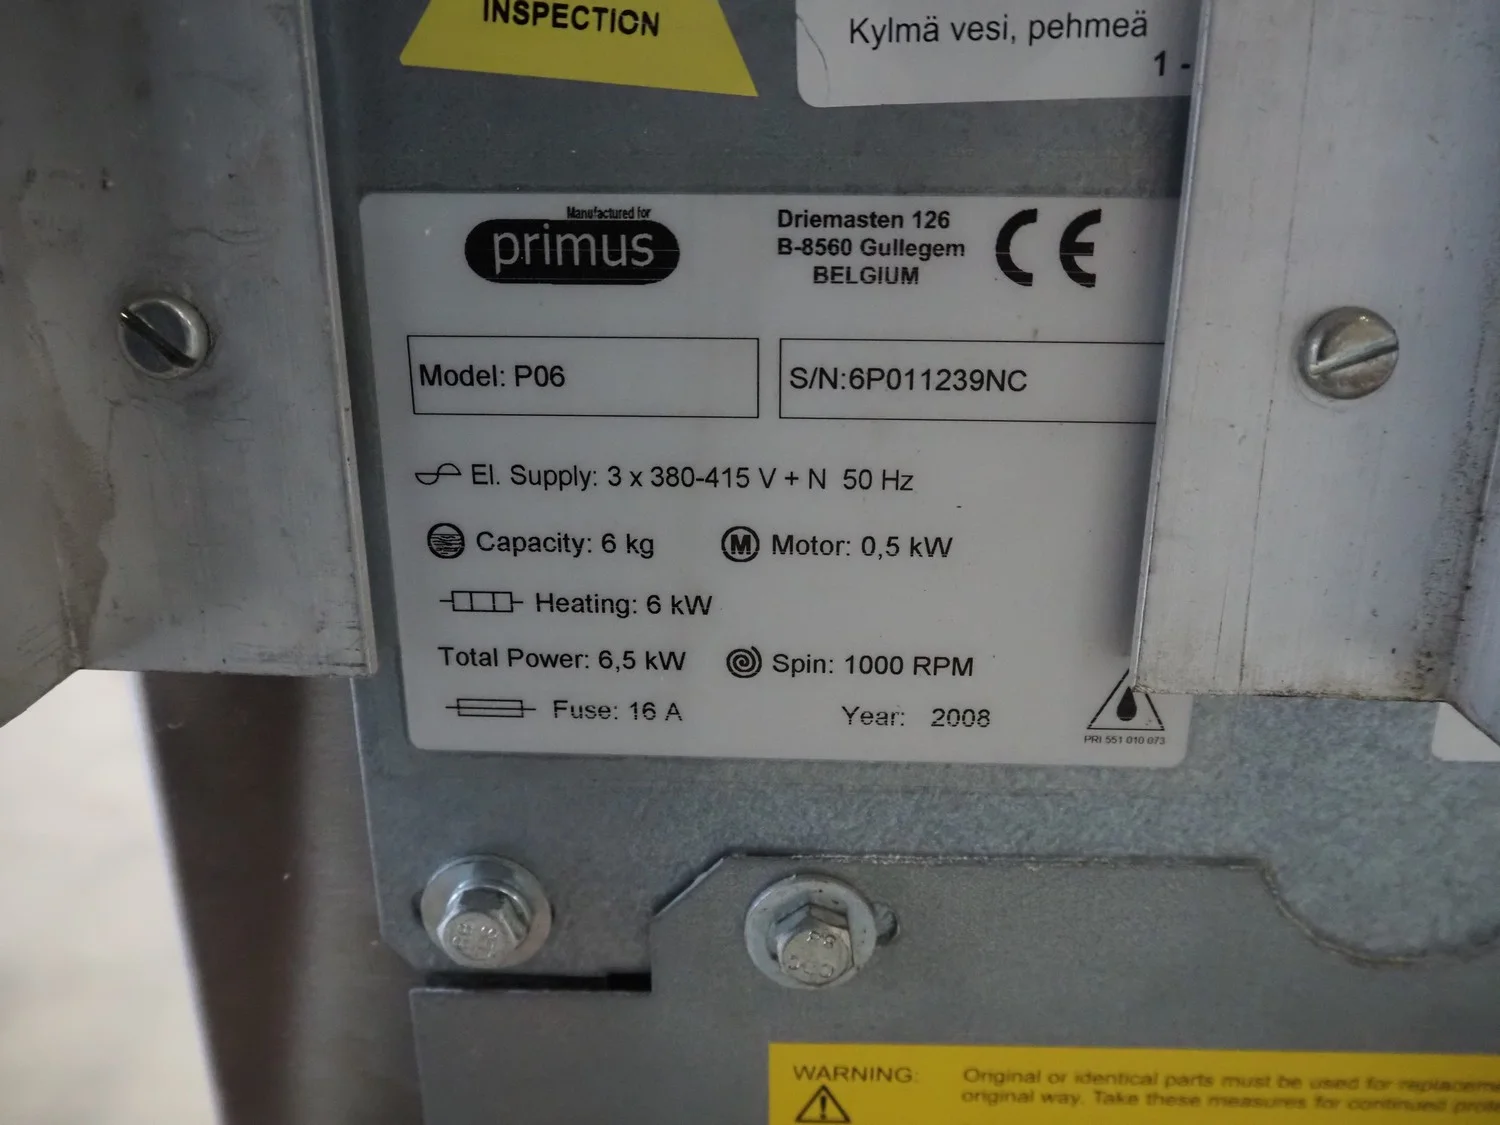 INSPECTION
Kylmä vesi, pehmeä
1 -
Manufactured for
primus
Driemasten 126
B-8560 Gullegem
BELGIUM
CE
Model: P06
S/N:6P011239NC
El. Supply: 3 x 380-415 V + N 50 Hz
Capacity: 6 kg
M Motor: 0,5 kW
Heating: 6 kW
Total Power: 6,5 kW
Spin: 1000 RPM
Fuse: 16 A
Year: 2008
PRI 551 010 073
WARNING:
Original or identical parts must be used for
original way. Take these measures for continued